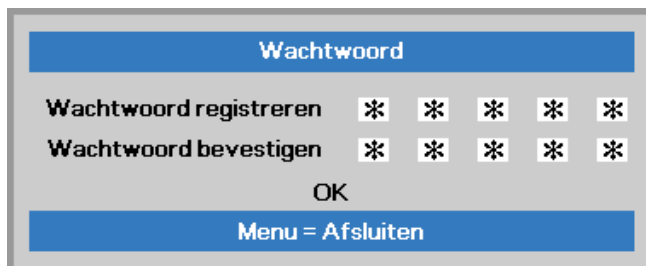 Wachtwoord
Wachtwoord registreren * * * * *
Wachtwoord bevestigen * * * * *
OK
Menu = Afsluiten